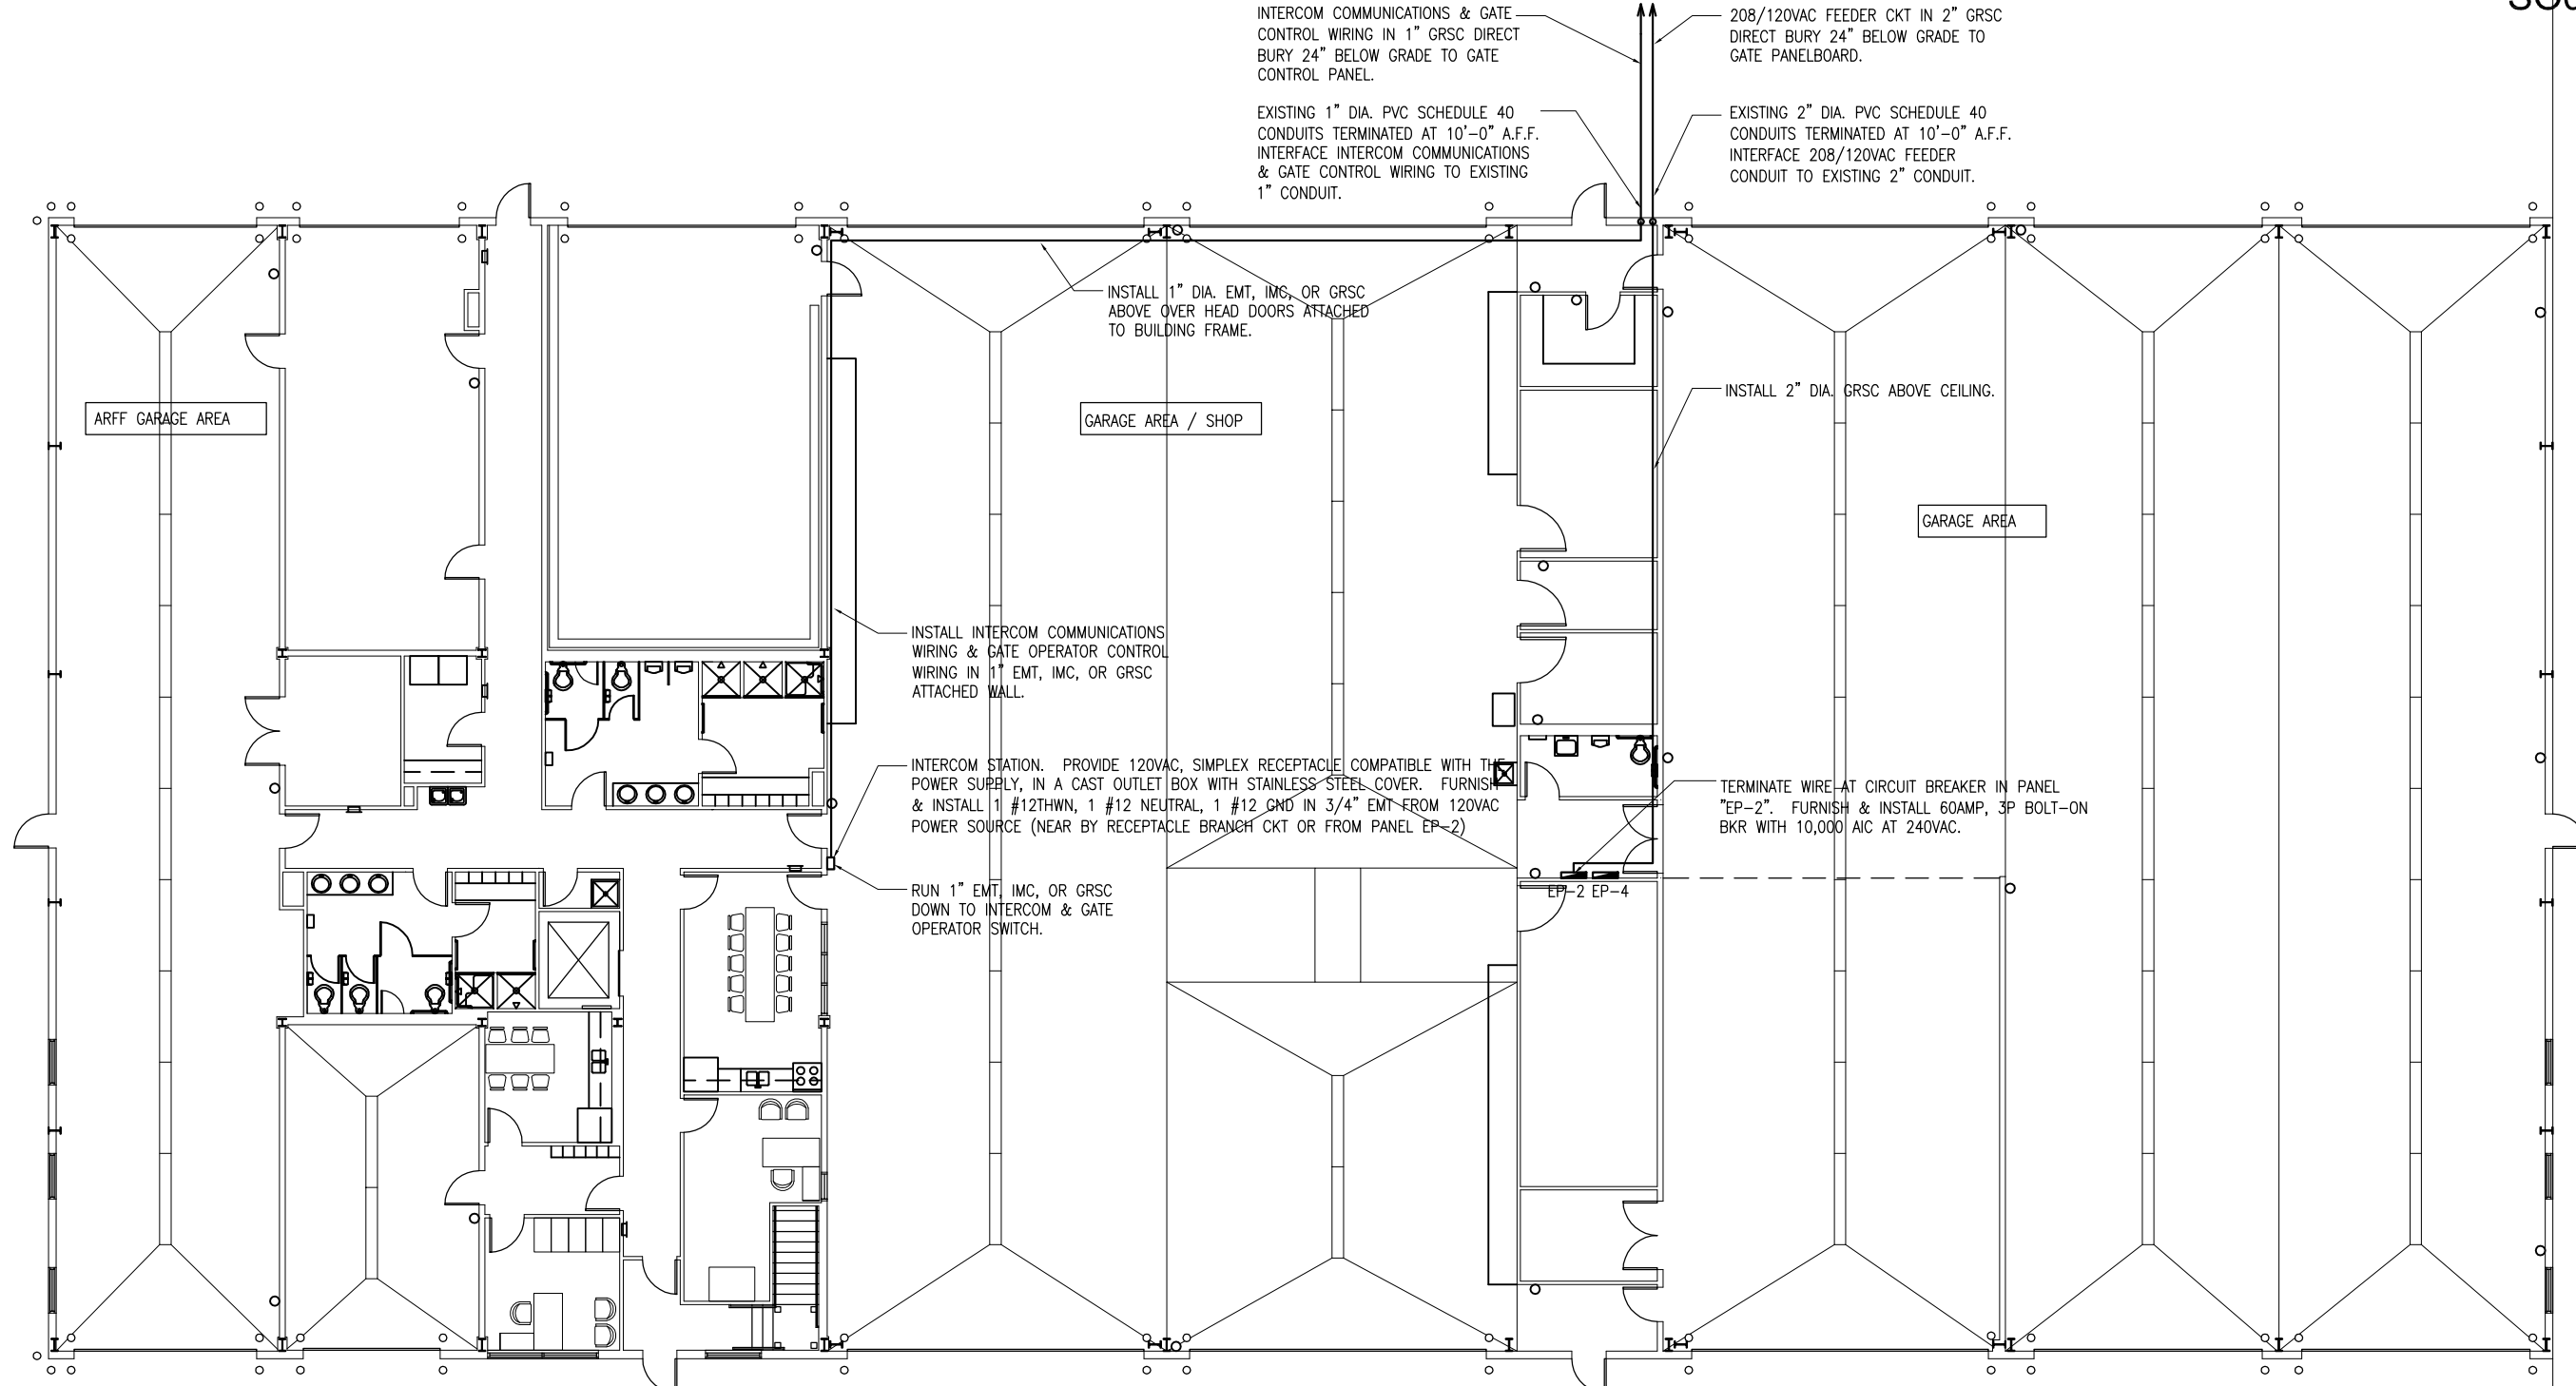 INTERCOM COMMUNICATIONS & GATE
CONTROL WIRING IN 1" GRSC DIRECT
BURY 24" BELOW GRADE TO GATE
CONTROL PANEL.
208/120VAC FEEDER CKT IN 2" GRSC
DIRECT BURY 24" BELOW GRADE TO
GATE PANELBOARD.
EXISTING 1" DIA. PVC SCHEDULE 40
CONDUITS TERMINATED AT 10'-0" A.F.F.
INTERFACE INTERCOM COMMUNICATIONS
& GATE CONTROL WIRING TO EXISTING
1" CONDUIT.
EXISTING 2" DIA. PVC SCHEDULE 40
CONDUITS TERMINATED AT 10'-0" A.F.F.
INTERFACE 208/120VAC FEEDER
CONDUIT TO EXISTING 2" CONDUIT.
INSTALL 1" DIA. EMT, IMC, OR GRSC
ABOVE OVER HEAD DOORS ATTACHED
TO BUILDING FRAME.
INSTALL 2" DIA. GRSC ABOVE CEILING.
ARFF GARAGE AREA
GARAGE AREA / SHOP
GARAGE AREA
INSTALL INTERCOM COMMUNICATIONS
WIRING & GATE OPERATOR CONTROL
WIRING IN 1" EMT, IMC, OR GRSC
ATTACHED WALL.
INTERCOM STATION. PROVIDE 120VAC, SIMPLEX RECEPTACLE COMPATIBLE WITH THE
POWER SUPPLY, IN A CAST OUTLET BOX WITH STAINLESS STEEL COVER. FURNISH
& INSTALL 1 #12THWN, 1 #12 NEUTRAL, 1 #12 GND IN 3/4" EMT FROM 120VAC
POWER SOURCE (NEAR BY RECEPTACLE BRANCH CKT OR FROM PANEL EP-2)
TERMINATE WIRE AT CIRCUIT BREAKER IN PANEL
"EP-2". FURNISH & INSTALL 60AMP, 3P BOLT-ON
BKR WITH 10,000 AIC AT 240VAC.
RUN 1" EMT, IMC, OR GRSC
DOWN TO INTERCOM & GATE
OPERATOR SWITCH.
EP-2 EP-4